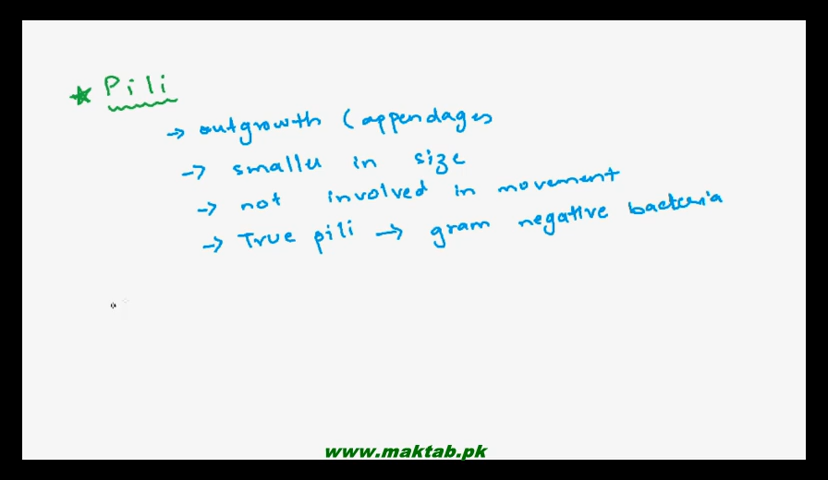 ★ Pili
→ outgrowth (appendages
→ smaller in size
→ not involved in movement
→ True pili → gram negative bacteria
www.maktab.pk